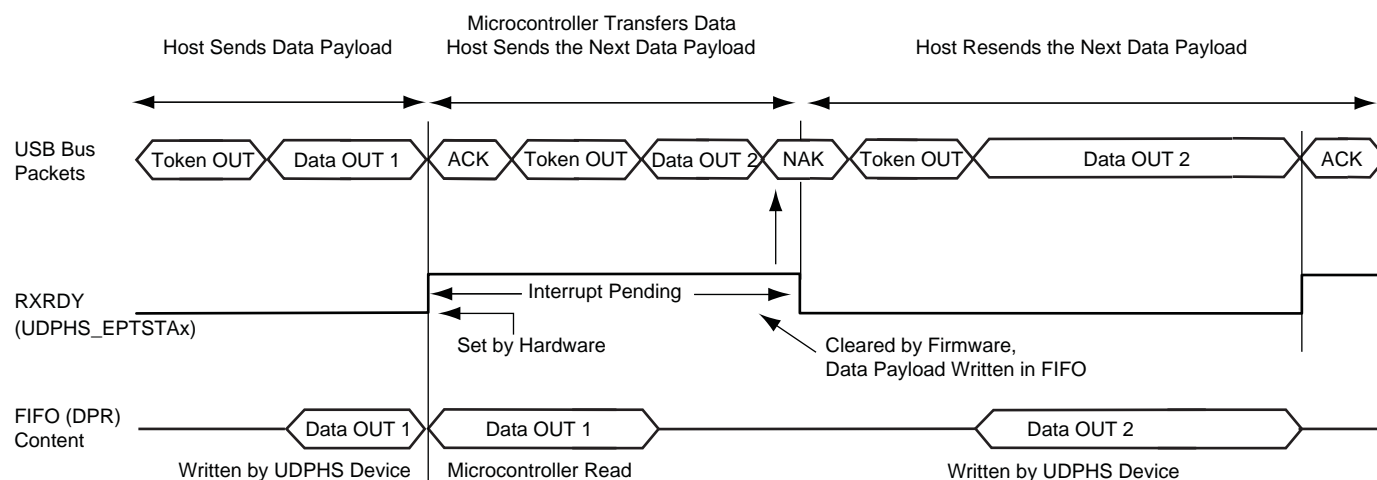 Microcontroller Transfers Data
Host Sends Data Payload
Host Sends the Next Data Payload
Host Resends the Next Data Payload
USB Bus
Packets
Token OUT
Data OUT 1
ACK
Token OUT
Data OUT 2
NAK
Token OUT
Data OUT 2
ACK
RXRDY
(UDPHS_EPTSTAx)
Interrupt Pending
Set by Hardware
Cleared by Firmware,
Data Payload Written in FIFO
FIFO (DPR)
Content
Data OUT 1
Data OUT 1
Data OUT 2
Written by UDPHS Device
Microcontroller Read
Written by UDPHS Device